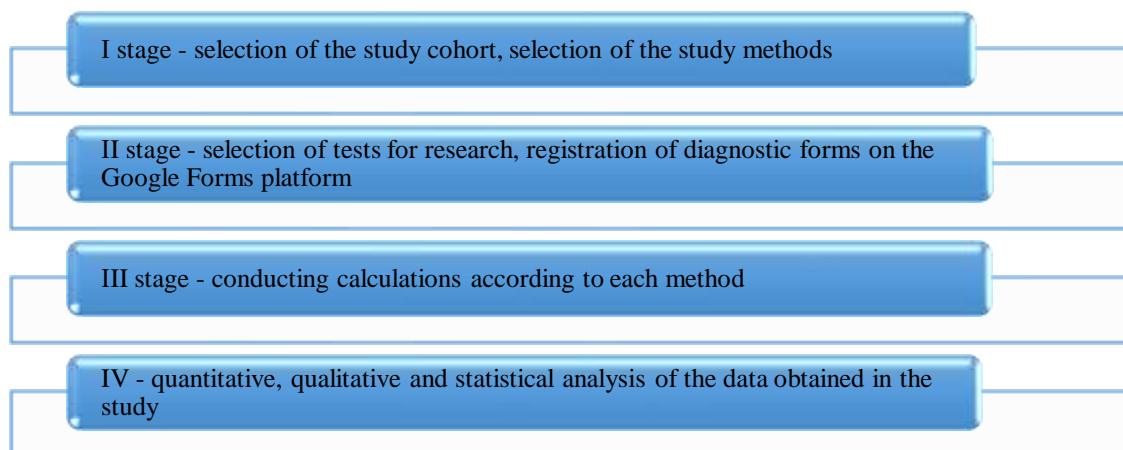 I stage - selection of the study cohort, selection of the study methods
II stage - selection of tests for research, registration of diagnostic forms on the
Google Forms platform
III stage - conducting calculations according to each method
IV - quantitative, qualitative and statistical analysis of the data obtained in the
study